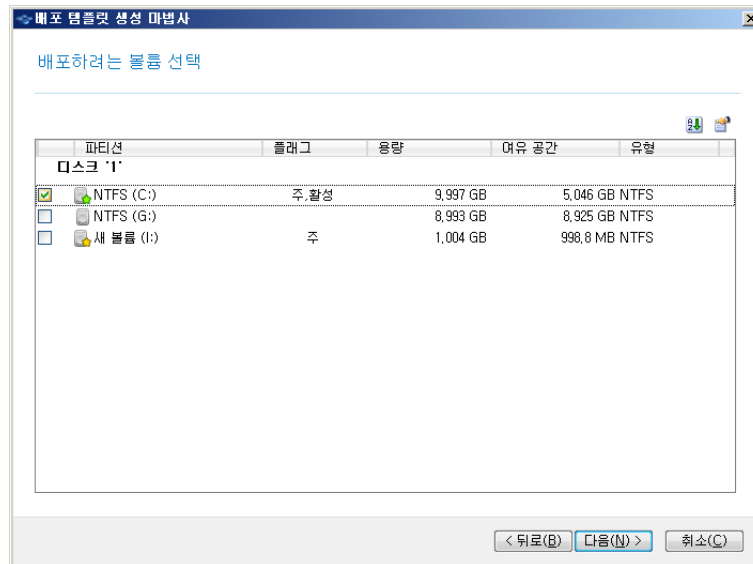 배포 템플릿 생성 마법사
배포하려는 볼륨 선택
파티션 플래그 용량 여유 공간 유형
디스크 '1'
NTFS (C:) 주,활성 9,997 GB 5,046 GB NTFS
NTFS (G:) 8,993 GB 8,925 GB NTFS
새 볼륨 (I:) 주 1,004 GB 998,8 MB NTFS
< 뒤로(B) 다음(N) > 취소(C)